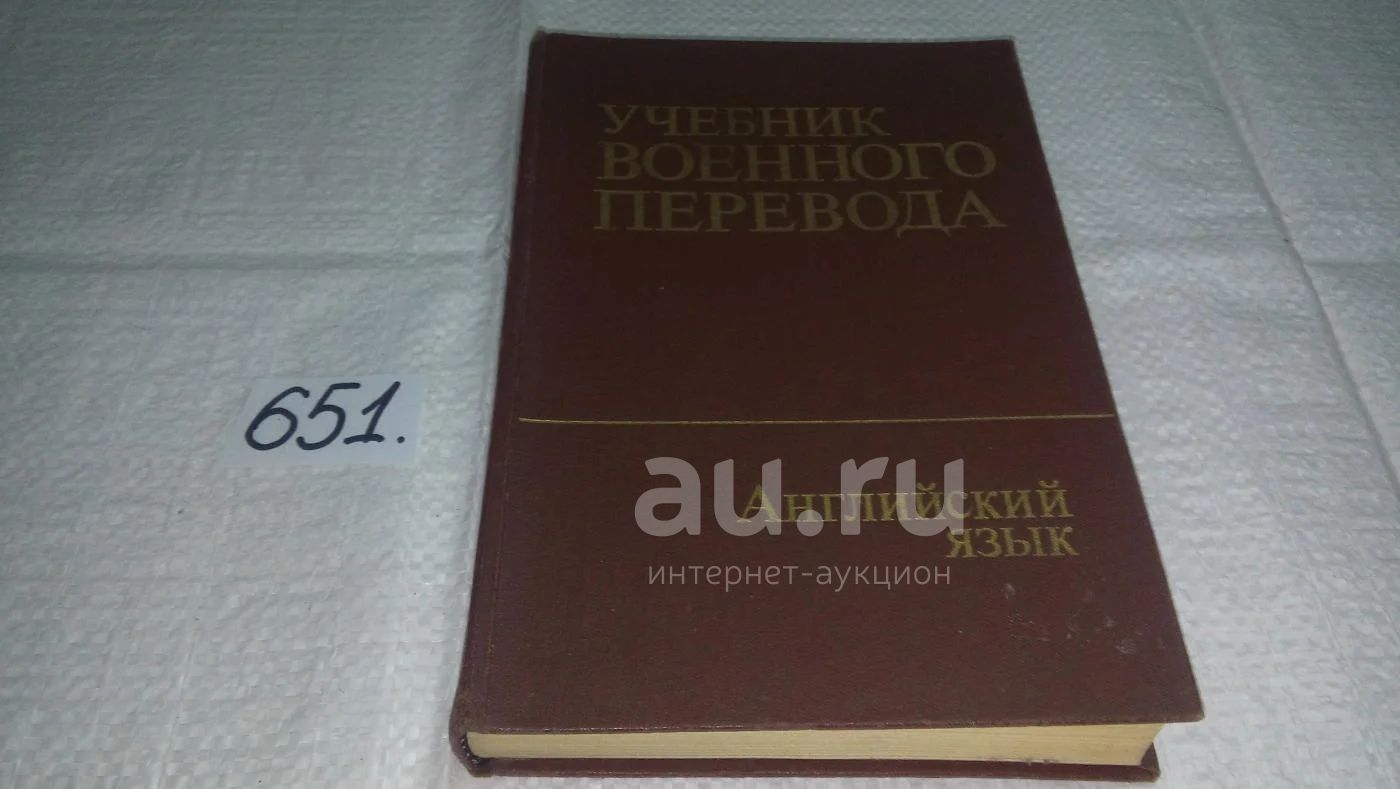 УЧЕБНИК
ВОЕННОГО
ПЕРЕВОДА
651.
au.ru
Английский
язык
интернет-аукцион